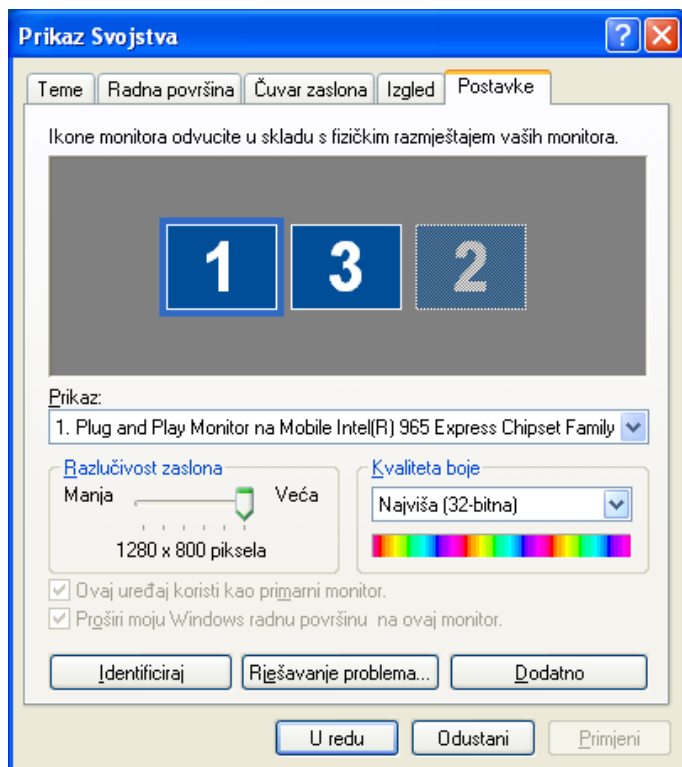 Prikaz Svojstva
Teme Radna površina Čuvar zaslona Izgled Postavke
Ikone monitora odvucite u skladu s fizičkim razmještajem vaših monitora.
1 3 2
Prikaz:
1. Plug and Play Monitor na Mobile Intel(R) 965 Express Chipset Family
Razlučivost zaslona
Manja Veća
1280 x 800 piksela
Kvaliteta boje
Najviša (32-bitna)
Ovaj uređaj koristi kao primarni monitor.
Proširi moju Windows radnu površinu na ovaj monitor.
Identificiraj Rješavanje problema... Dodatno
U redu Odustani Primjeni